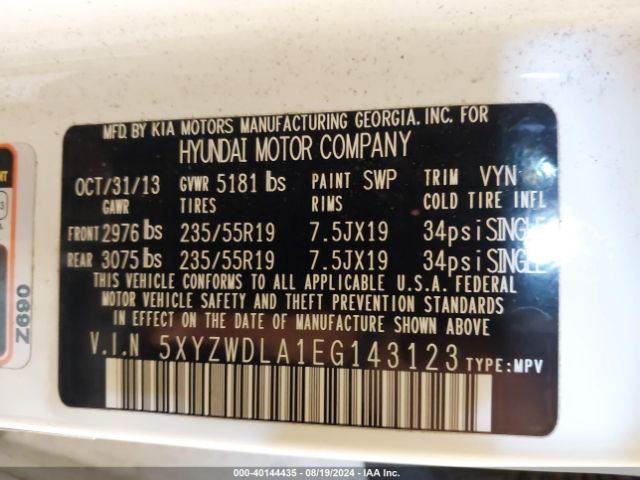 MFD. BY KIA MOTORS MANUFACTURING GEORGIA. INC. FOR
HYUNDAI MOTOR COMPANY
OCT/31/13 GVWR 5181 lbs PAINT SWP TRIM VYN
GAWR TIRES RIMS COLD TIRE INFL
FRONT 2976 lbs 235/55R19 7.5JX19 34psi SINGLE
REAR 3075 lbs 235/55R19 7.5JX19 34psi SINGLE
THIS VEHICLE CONFORMS TO ALL APPLICABLE U.S.A. FEDERAL
MOTOR VEHICLE SAFETY AND THEFT PREVENTION STANDARDS
IN EFFECT ON THE DATE OF MANUFACTURE SHOWN ABOVE
V.I.N 5XYZWDLA1EG143123 TYPE:MPV
Z690
000-40144435 - 08/19/2024 - IAA Inc.